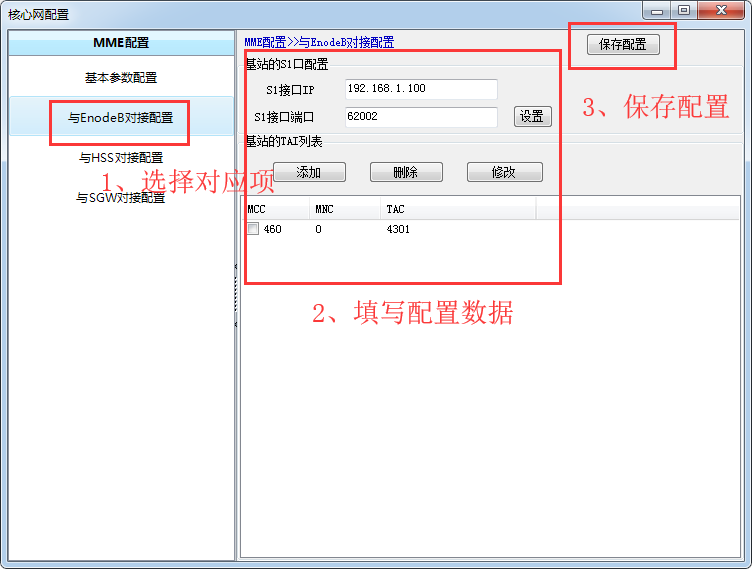 核心网配置
MME配置
基本参数配置
与EnodeB对接配置
与HSS对接配置
1、选择对应项
与SGW对接配置
MME配置>>与EnodeB对接配置
保存配置
基站的S1口配置
S1接口IP 192.168.1.100
3、保存配置
S1接口端口 62002 设置
基站的TAI列表
添加 删除 修改
MCC MNC TAC
460 0 4301
2、填写配置数据